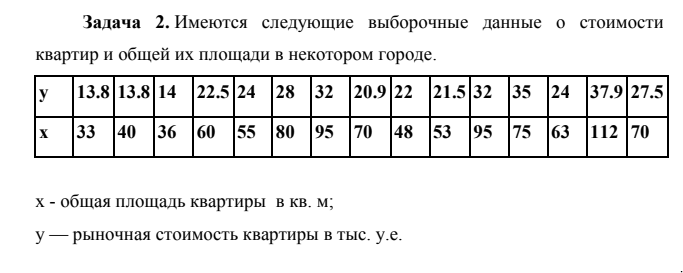 Задача 2. Имеются следующие выборочные данные о стоимости
квартир и общей их площади в некотором городе.
y 13.8 13.8 14 22.5 24 28 32 20.9 22 21.5 32 35 24 37.9 27.5
x 33 40 36 60 55 80 95 70 48 53 95 75 63 112 70
x - общая площадь квартиры в кв. м;
y — рыночная стоимость квартиры в тыс. у.е.